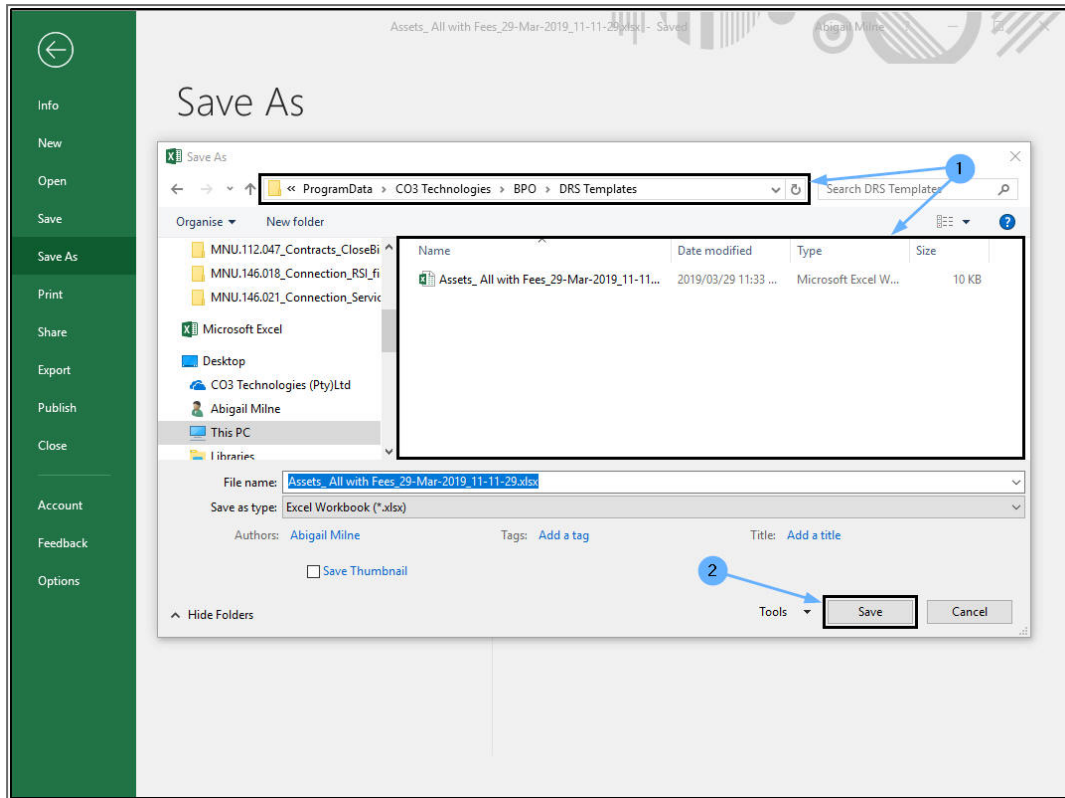 Assets_ All with Fees_29-Mar-2019_11-11-29.xlsx - Saved
Abigail Milne
Info
New
Open
Save
Save As
Print
Share
Export
Publish
Close
Account
Feedback
Options
Save As
Save As
« ProgramData > CO3 Technologies > BPO > DRS Templates
Search DRS Templates
1
Organise
New folder
MNU.112.047_Contracts_CloseBi
MNU.146.018_Connection_RSI_fi
MNU.146.021_Connection_Servic
Microsoft Excel
Desktop
CO3 Technologies (Pty)Ltd
Abigail Milne
This PC
Libraries
Name Date modified Type Size
Assets_ All with Fees_29-Mar-2019_11-11... 2019/03/29 11:33 ... Microsoft Excel W... 10 KB
File name: Assets_ All with Fees_29-Mar-2019_11-11-29.xlsx
Save as type: Excel Workbook (*.xlsx)
Authors: Abigail Milne Tags: Add a tag Title: Add a title
Save Thumbnail
2
Hide Folders
Tools Save Cancel